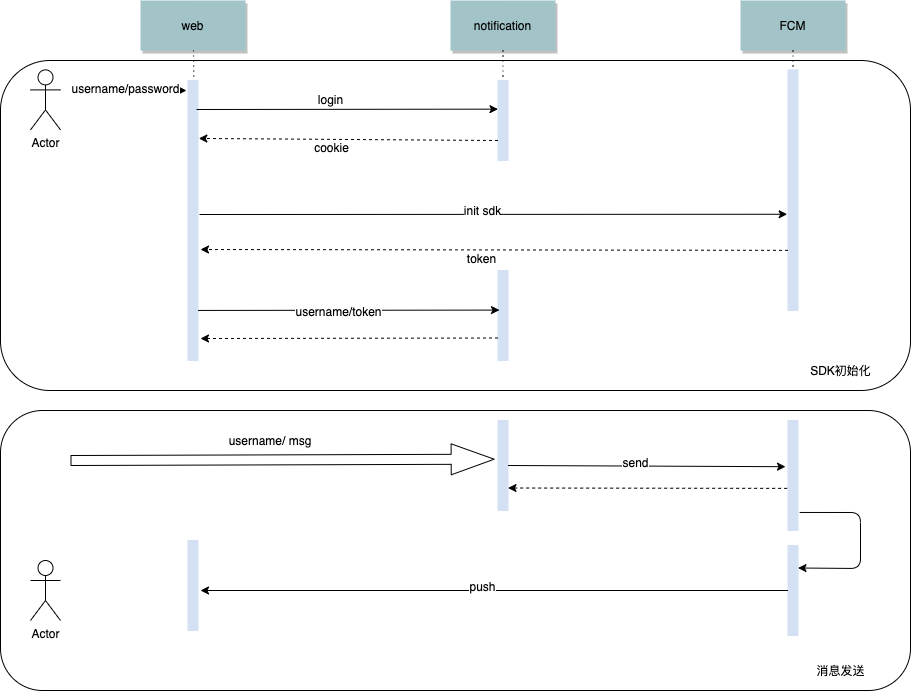 web
notification
FCM
username/password
Actor
login
cookie
init sdk
token
username/token
SDK初始化
username/ msg
send
push
Actor
消息发送